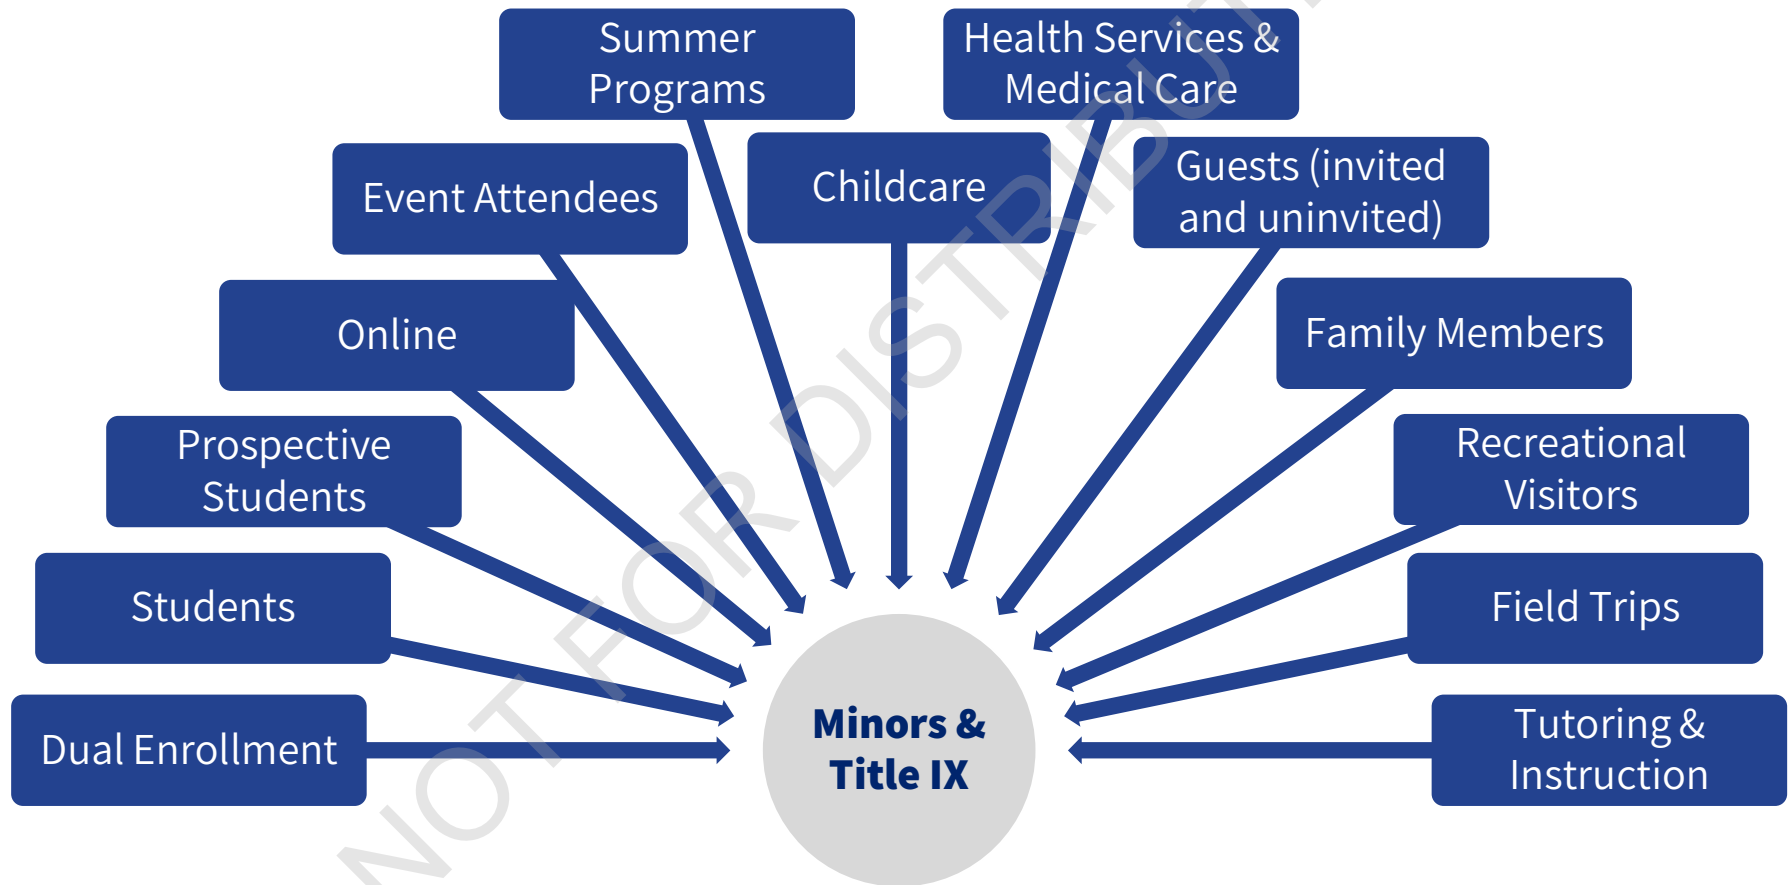 Summer
Programs
Health Services &
Medical Care
Event Attendees
Childcare
Guests (invited
and uninvited)
Online
Family Members
Prospective
Students
Recreational
Visitors
Students
Field Trips
Dual Enrollment
Minors &
Title IX
Tutoring &
Instruction
NOT FOR DISTRIBUT